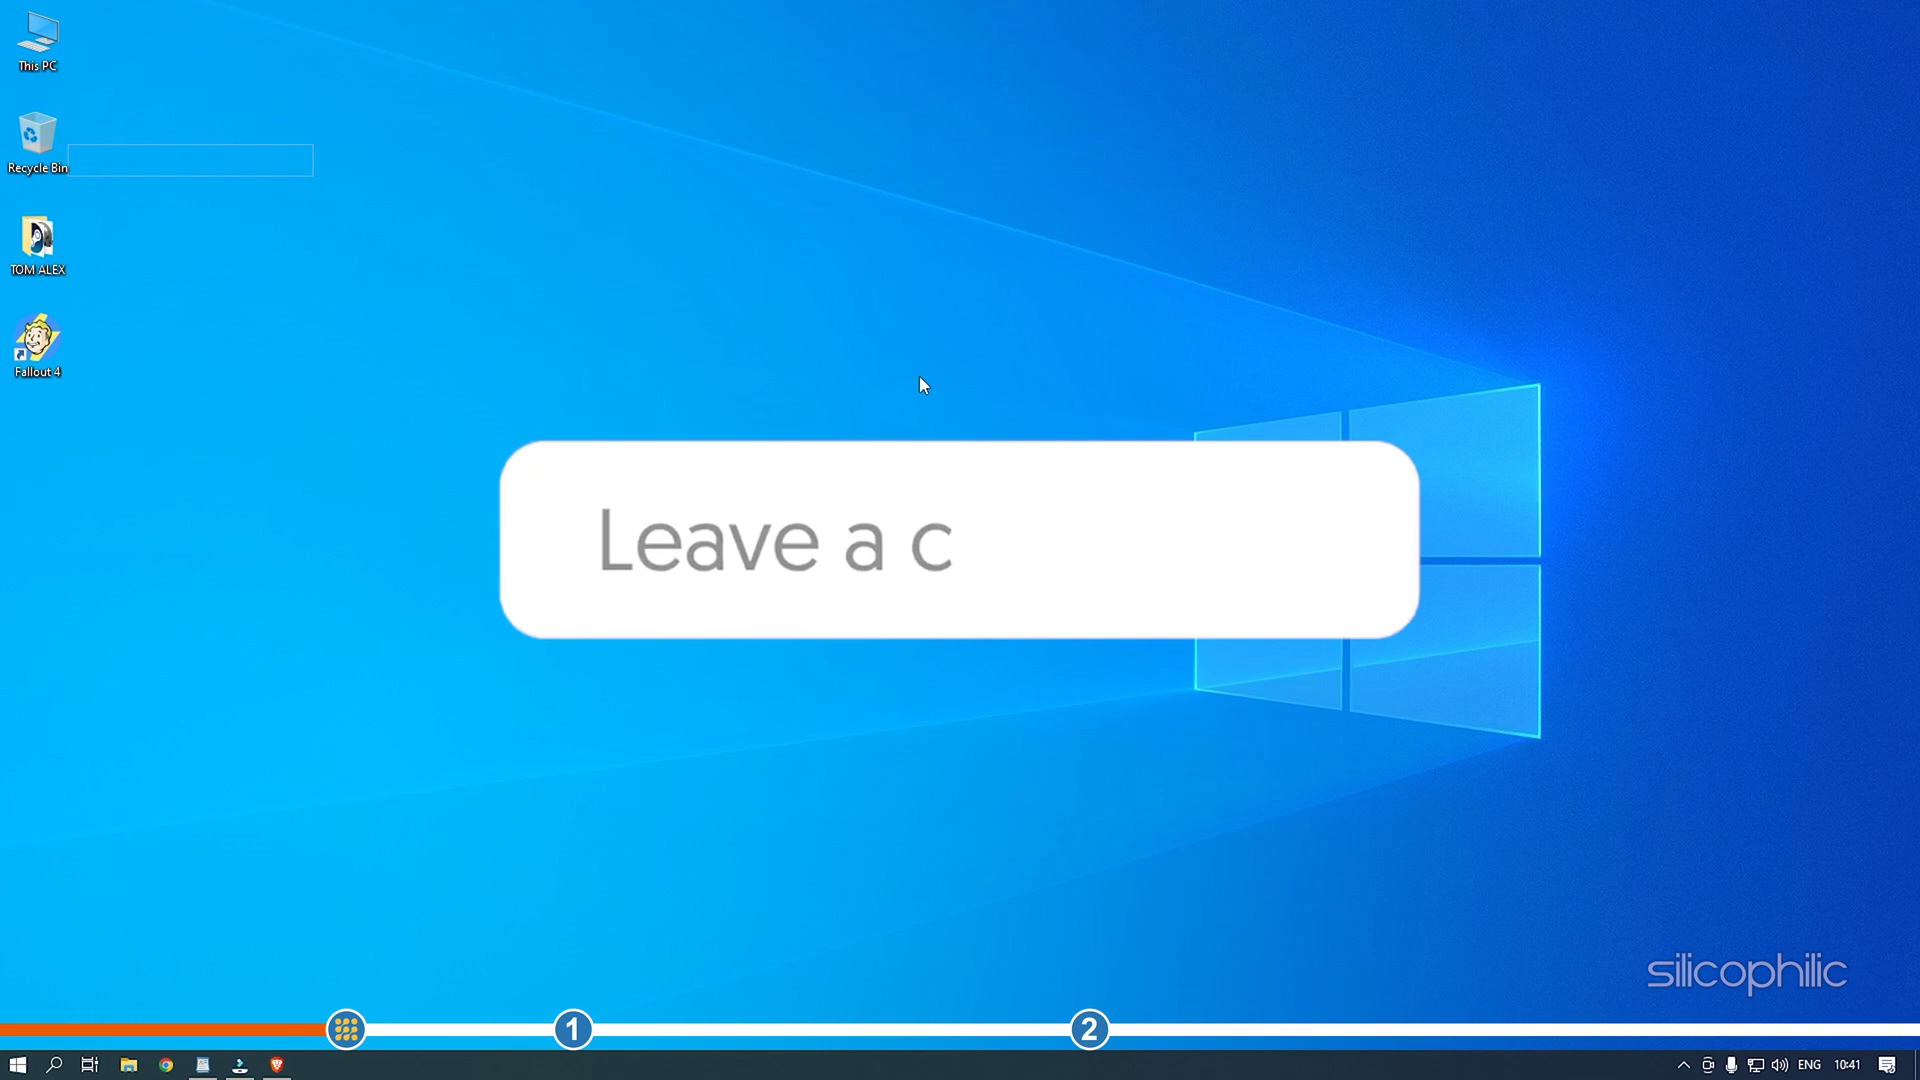 This PC
Recycle Bin
TOM ALEX
Fallout 4
Leave a c
silicophilic
1
2
ENG
10:41